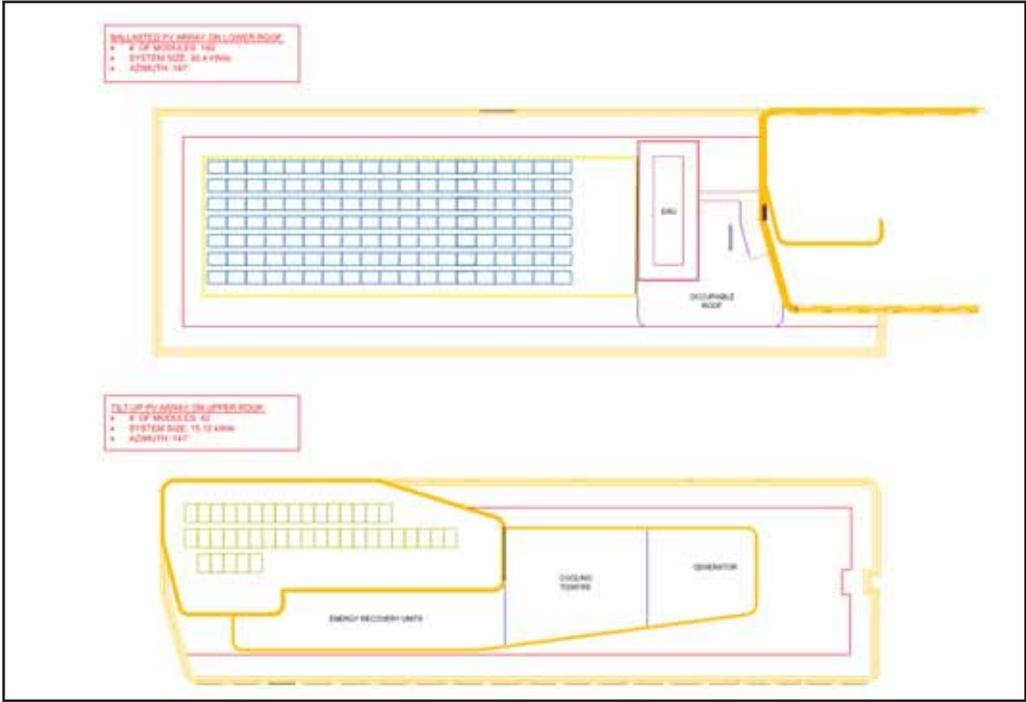 BALLASTED PV ARRAY ON LOWER ROOF:
• # OF MODULES: 140
• SYSTEM SIZE: 50.4 kWdc
• AZIMUTH: 147°
ERU
OCCUPIABLE
ROOF
TILT-UP PV ARRAY ON UPPER ROOF:
• # OF MODULES: 42
• SYSTEM SIZE: 15.12 kWdc
• AZIMUTH: 147°
GENERATOR
COOLING
TOWERS
ENERGY RECOVERY UNITS